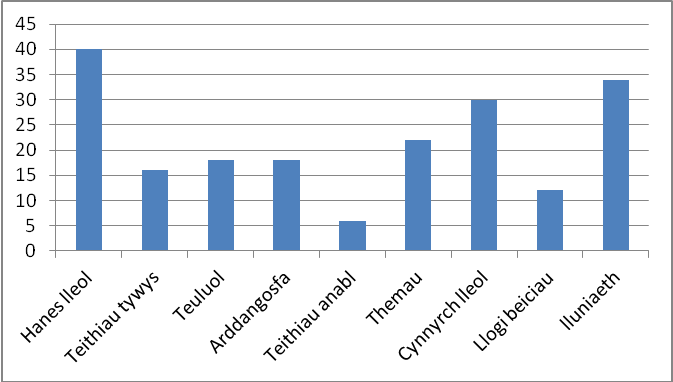 45
40
35
30
25
20
15
10
5
0
Hanes lleol
Teithiau tywys
Teuluol
Arddangosfa
Teithiau anabl
Themau
Cynnyrch lleol
Llogi beiciau
lluniaeth